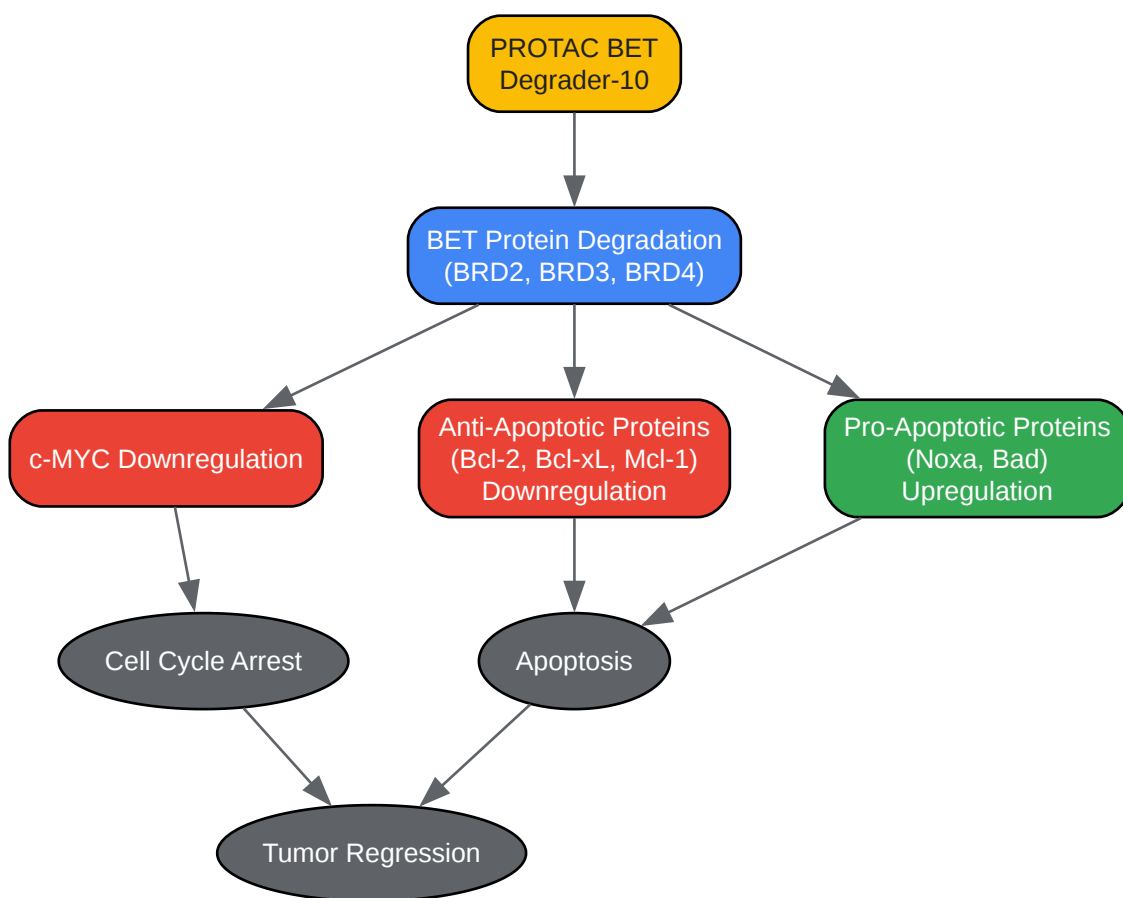 PROTAC BET
Degrader-10
BET Protein Degradation
(BRD2, BRD3, BRD4)
c-MYC Downregulation
Anti-Apoptotic Proteins
(Bcl-2, Bcl-xL, Mcl-1)
Downregulation
Pro-Apoptotic Proteins
(Noxa, Bad)
Upregulation
Cell Cycle Arrest
Apoptosis
Tumor Regression